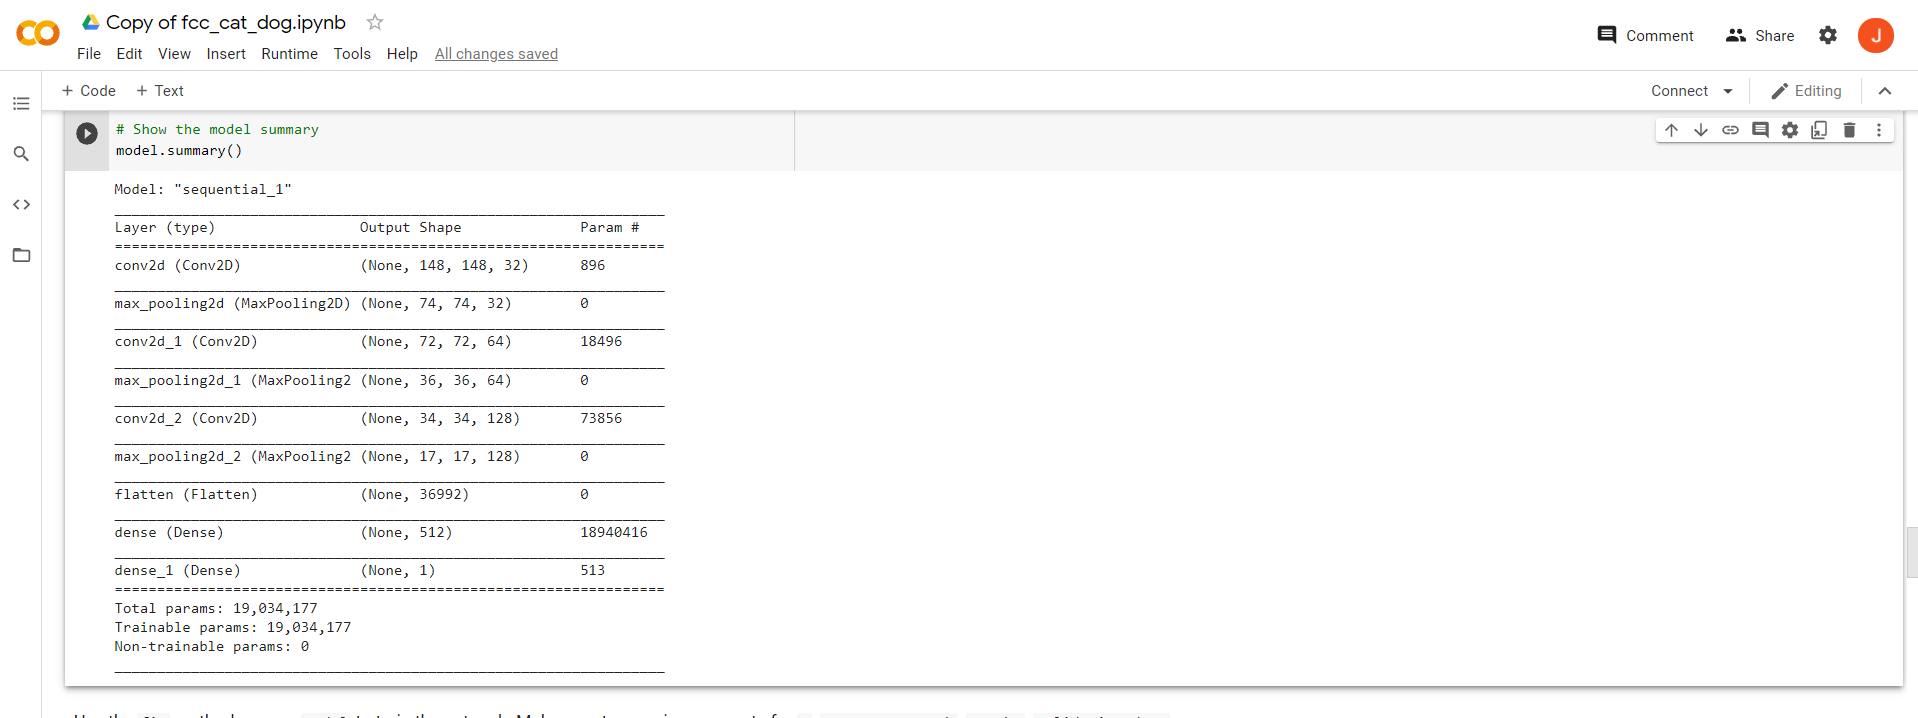 Copy of fcc_cat_dog.ipynb
File Edit View Insert Runtime Tools Help All changes saved
Comment Share J
+ Code + Text Connect Editing
# Show the model summary
model.summary()
Model: "sequential_1"
_________________________________________________________________
Layer (type) Output Shape Param #
=================================================================
conv2d (Conv2D) (None, 148, 148, 32) 896
_________________________________________________________________
max_pooling2d (MaxPooling2D) (None, 74, 74, 32) 0
_________________________________________________________________
conv2d_1 (Conv2D) (None, 72, 72, 64) 18496
_________________________________________________________________
max_pooling2d_1 (MaxPooling2 (None, 36, 36, 64) 0
_________________________________________________________________
conv2d_2 (Conv2D) (None, 34, 34, 128) 73856
_________________________________________________________________
max_pooling2d_2 (MaxPooling2 (None, 17, 17, 128) 0
_________________________________________________________________
flatten (Flatten) (None, 36992) 0
_________________________________________________________________
dense (Dense) (None, 512) 18940416
_________________________________________________________________
dense_1 (Dense) (None, 1) 513
=================================================================
Total params: 19,034,177
Trainable params: 19,034,177
Non-trainable params: 0
_________________________________________________________________